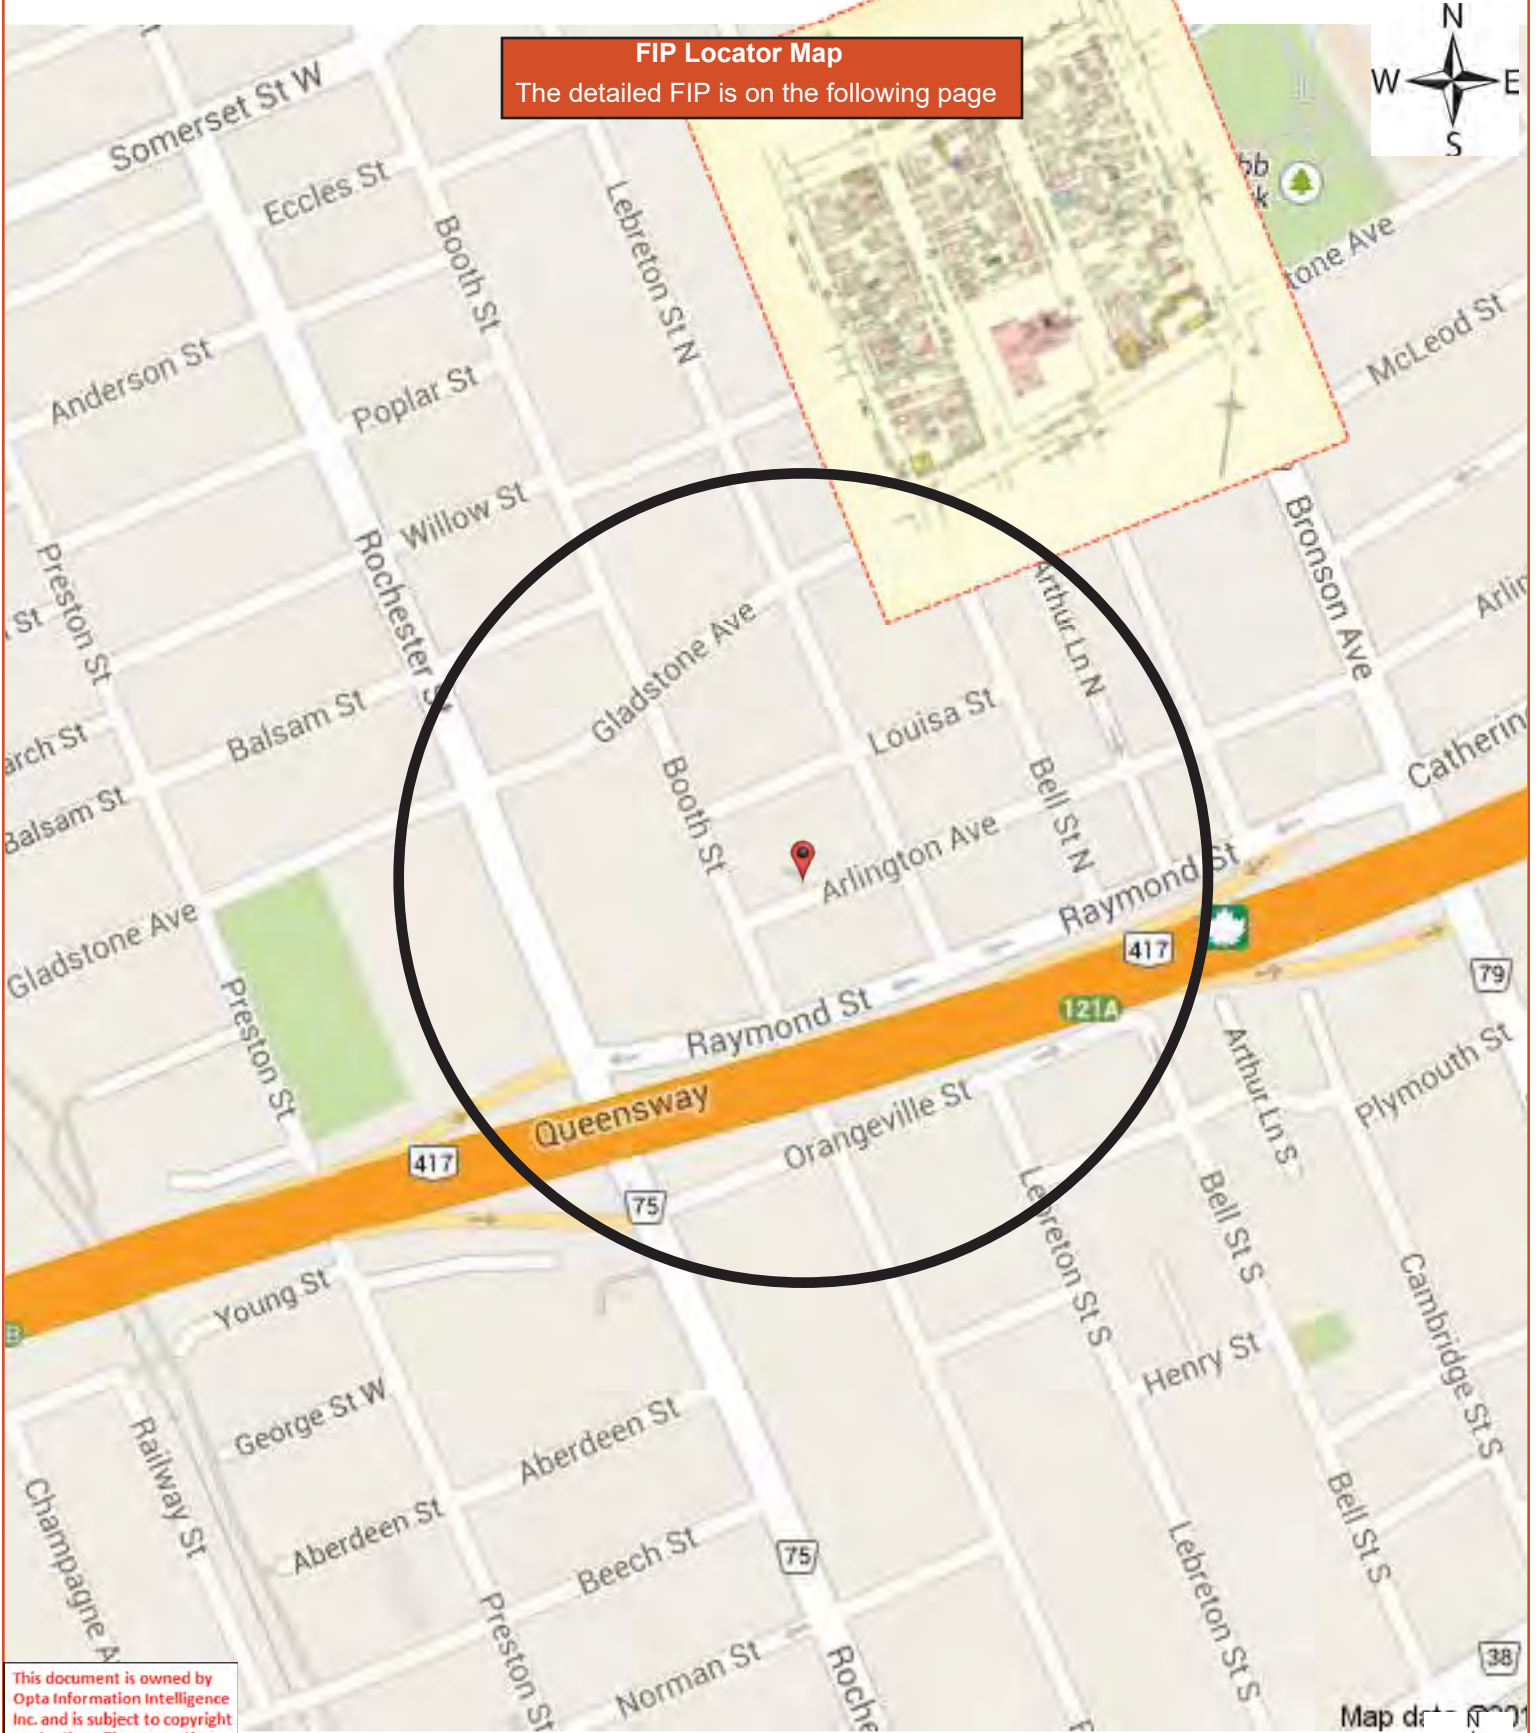 FIP Locator Map
The detailed FIP is on the following page
N
W
E
S
Somerset St W
Eccles St
Booth St
Lebreton St N
Anderson St
Poplar St
Willow St
McLeod St
Preston St
Rochester St
Balsam St
Gladstone Ave
Arthur Ln N
Bronson Ave
Louisa St
Balsam St
Booth St
Bell St N
Arlington Ave
Raymond St
417
79
Gladstone Ave
Preston St
Raymond St
121A
Queensway
Orangeville St
Arthur Ln S
Plymouth St
417
75
Lebreton St S
Bell St S
Cambridge St S
Young St
Henry St
George St W
Railway St
Aberdeen St
Aberdeen St
Beech St
75
Bell St S
Lebreton St S
Preston St
Norman St
38
This document is owned by
Opta Information Intelligence
Inc. and is subject to copyright
Map
N